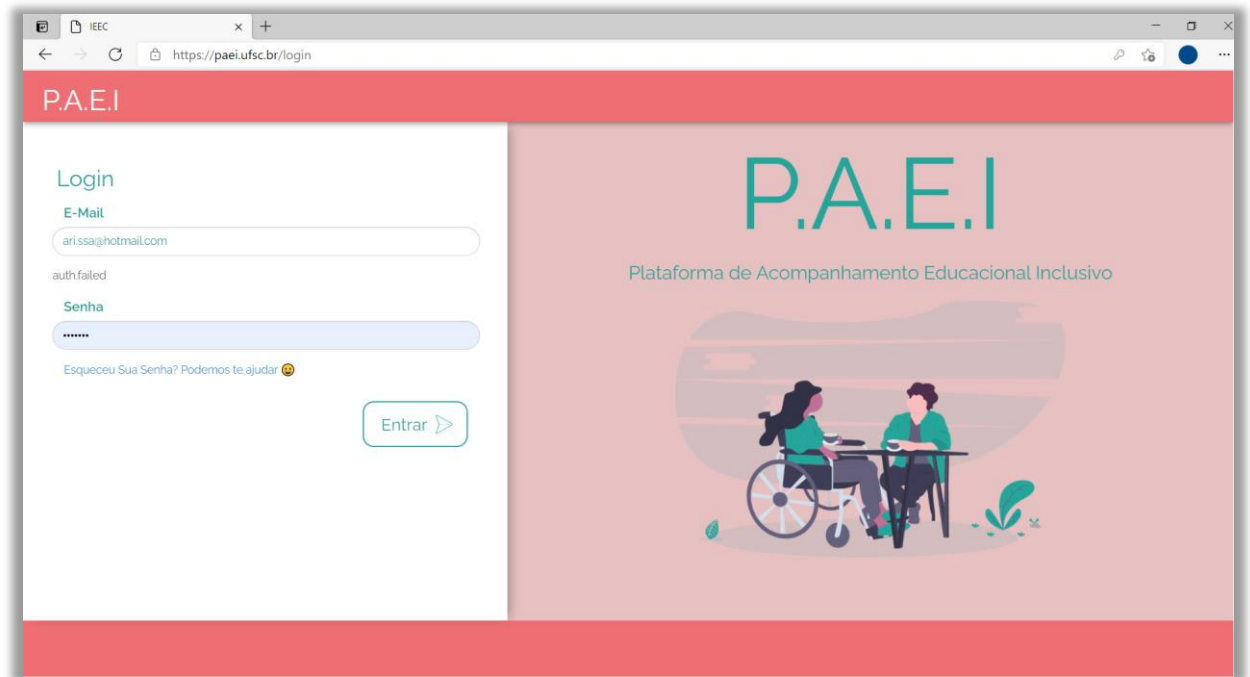 IEEC
https://paei.ufsc.br/login
P.A.E.I
Login
E-Mail
ari.ssa@hotmail.com
auth.failed
Senha
Esqueceu Sua Senha? Podemos te ajudar 😀
Entrar
P.A.E.I
Plataforma de Acompanhamento Educacional Inclusivo